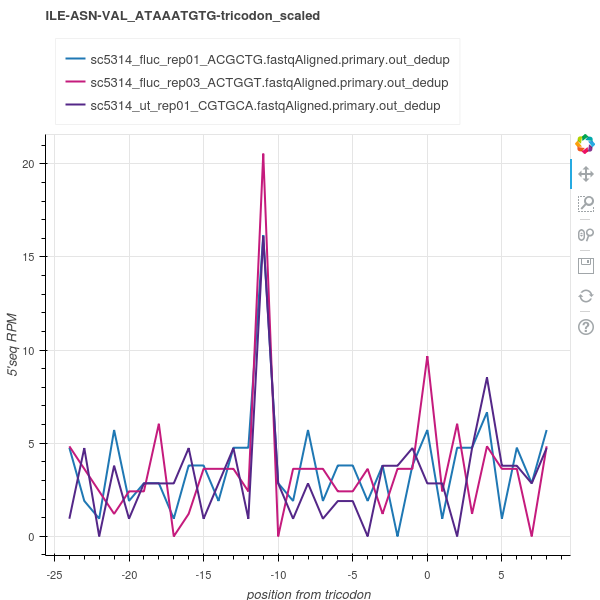 ILE-ASN-VAL_ATAAATGTG-tricodon_scaled
sc5314_fluc_rep01_ACGCTG.fastqAligned.primary.out_dedup
sc5314_fluc_rep03_ACTGGT.fastqAligned.primary.out_dedup
sc5314_ut_rep01_CGTGCA.fastqAligned.primary.out_dedup
20
15
10
5
0
5'seq RPM
-25 -20 -15 -10 -5 0 5
position from tricodon